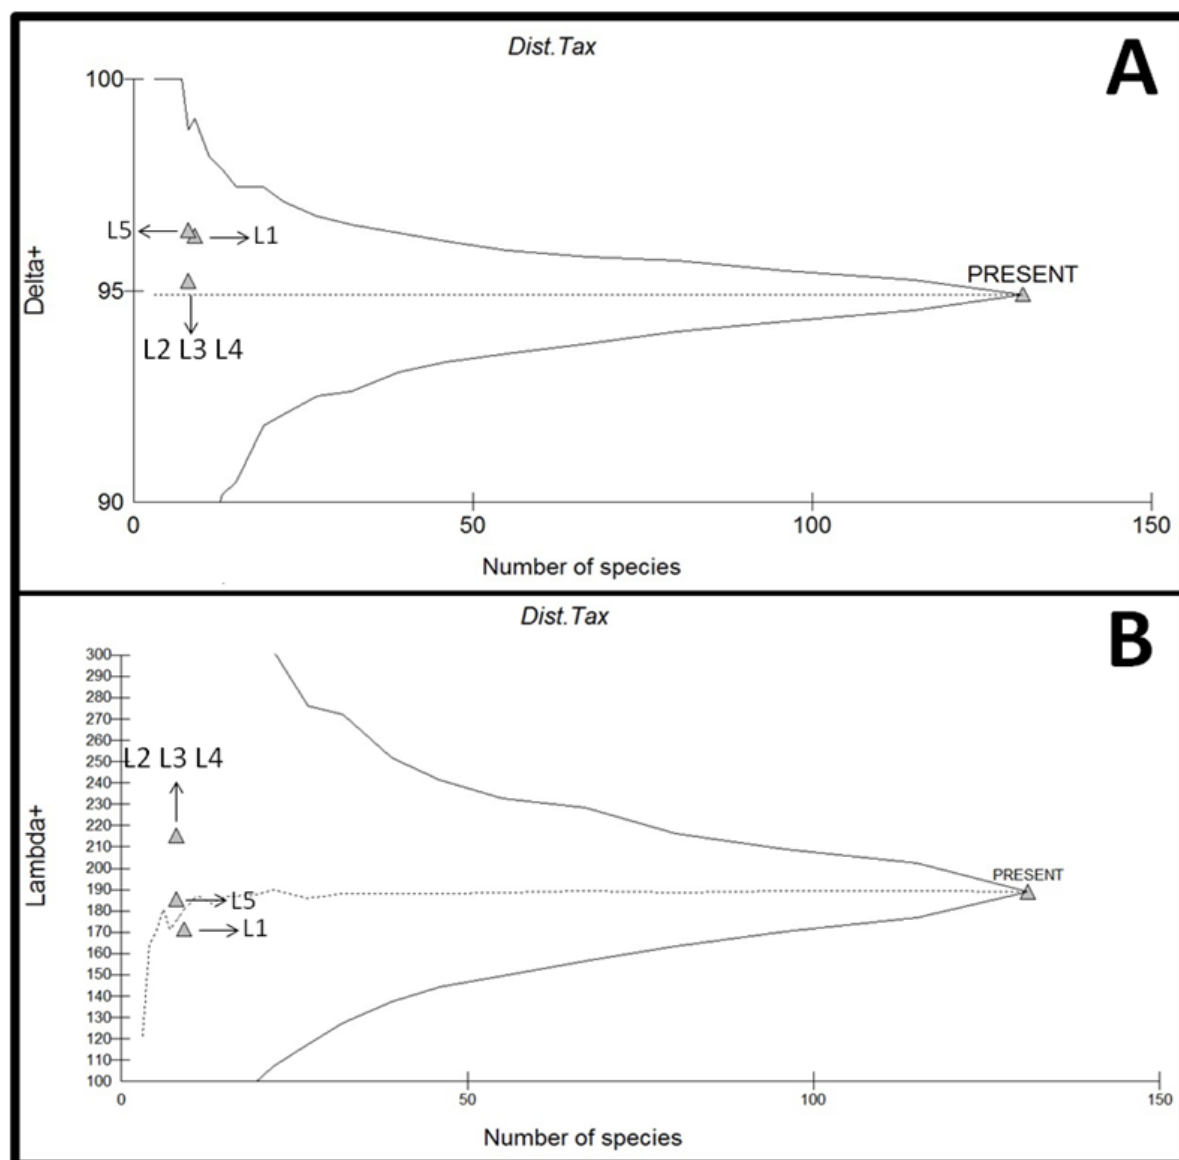 Dist.Tax
A
100
L5
L1
Delta+
95
PRESENT
L2 L3 L4
90
0
50
100
150
Number of species
Dist.Tax
B
300
290
280
270
260
250
L2 L3 L4
240
230
220
210
200
190
PRESENT
Lambda+
L5
180
L1
170
160
150
140
130
120
110
100
0
50
100
150
Number of species